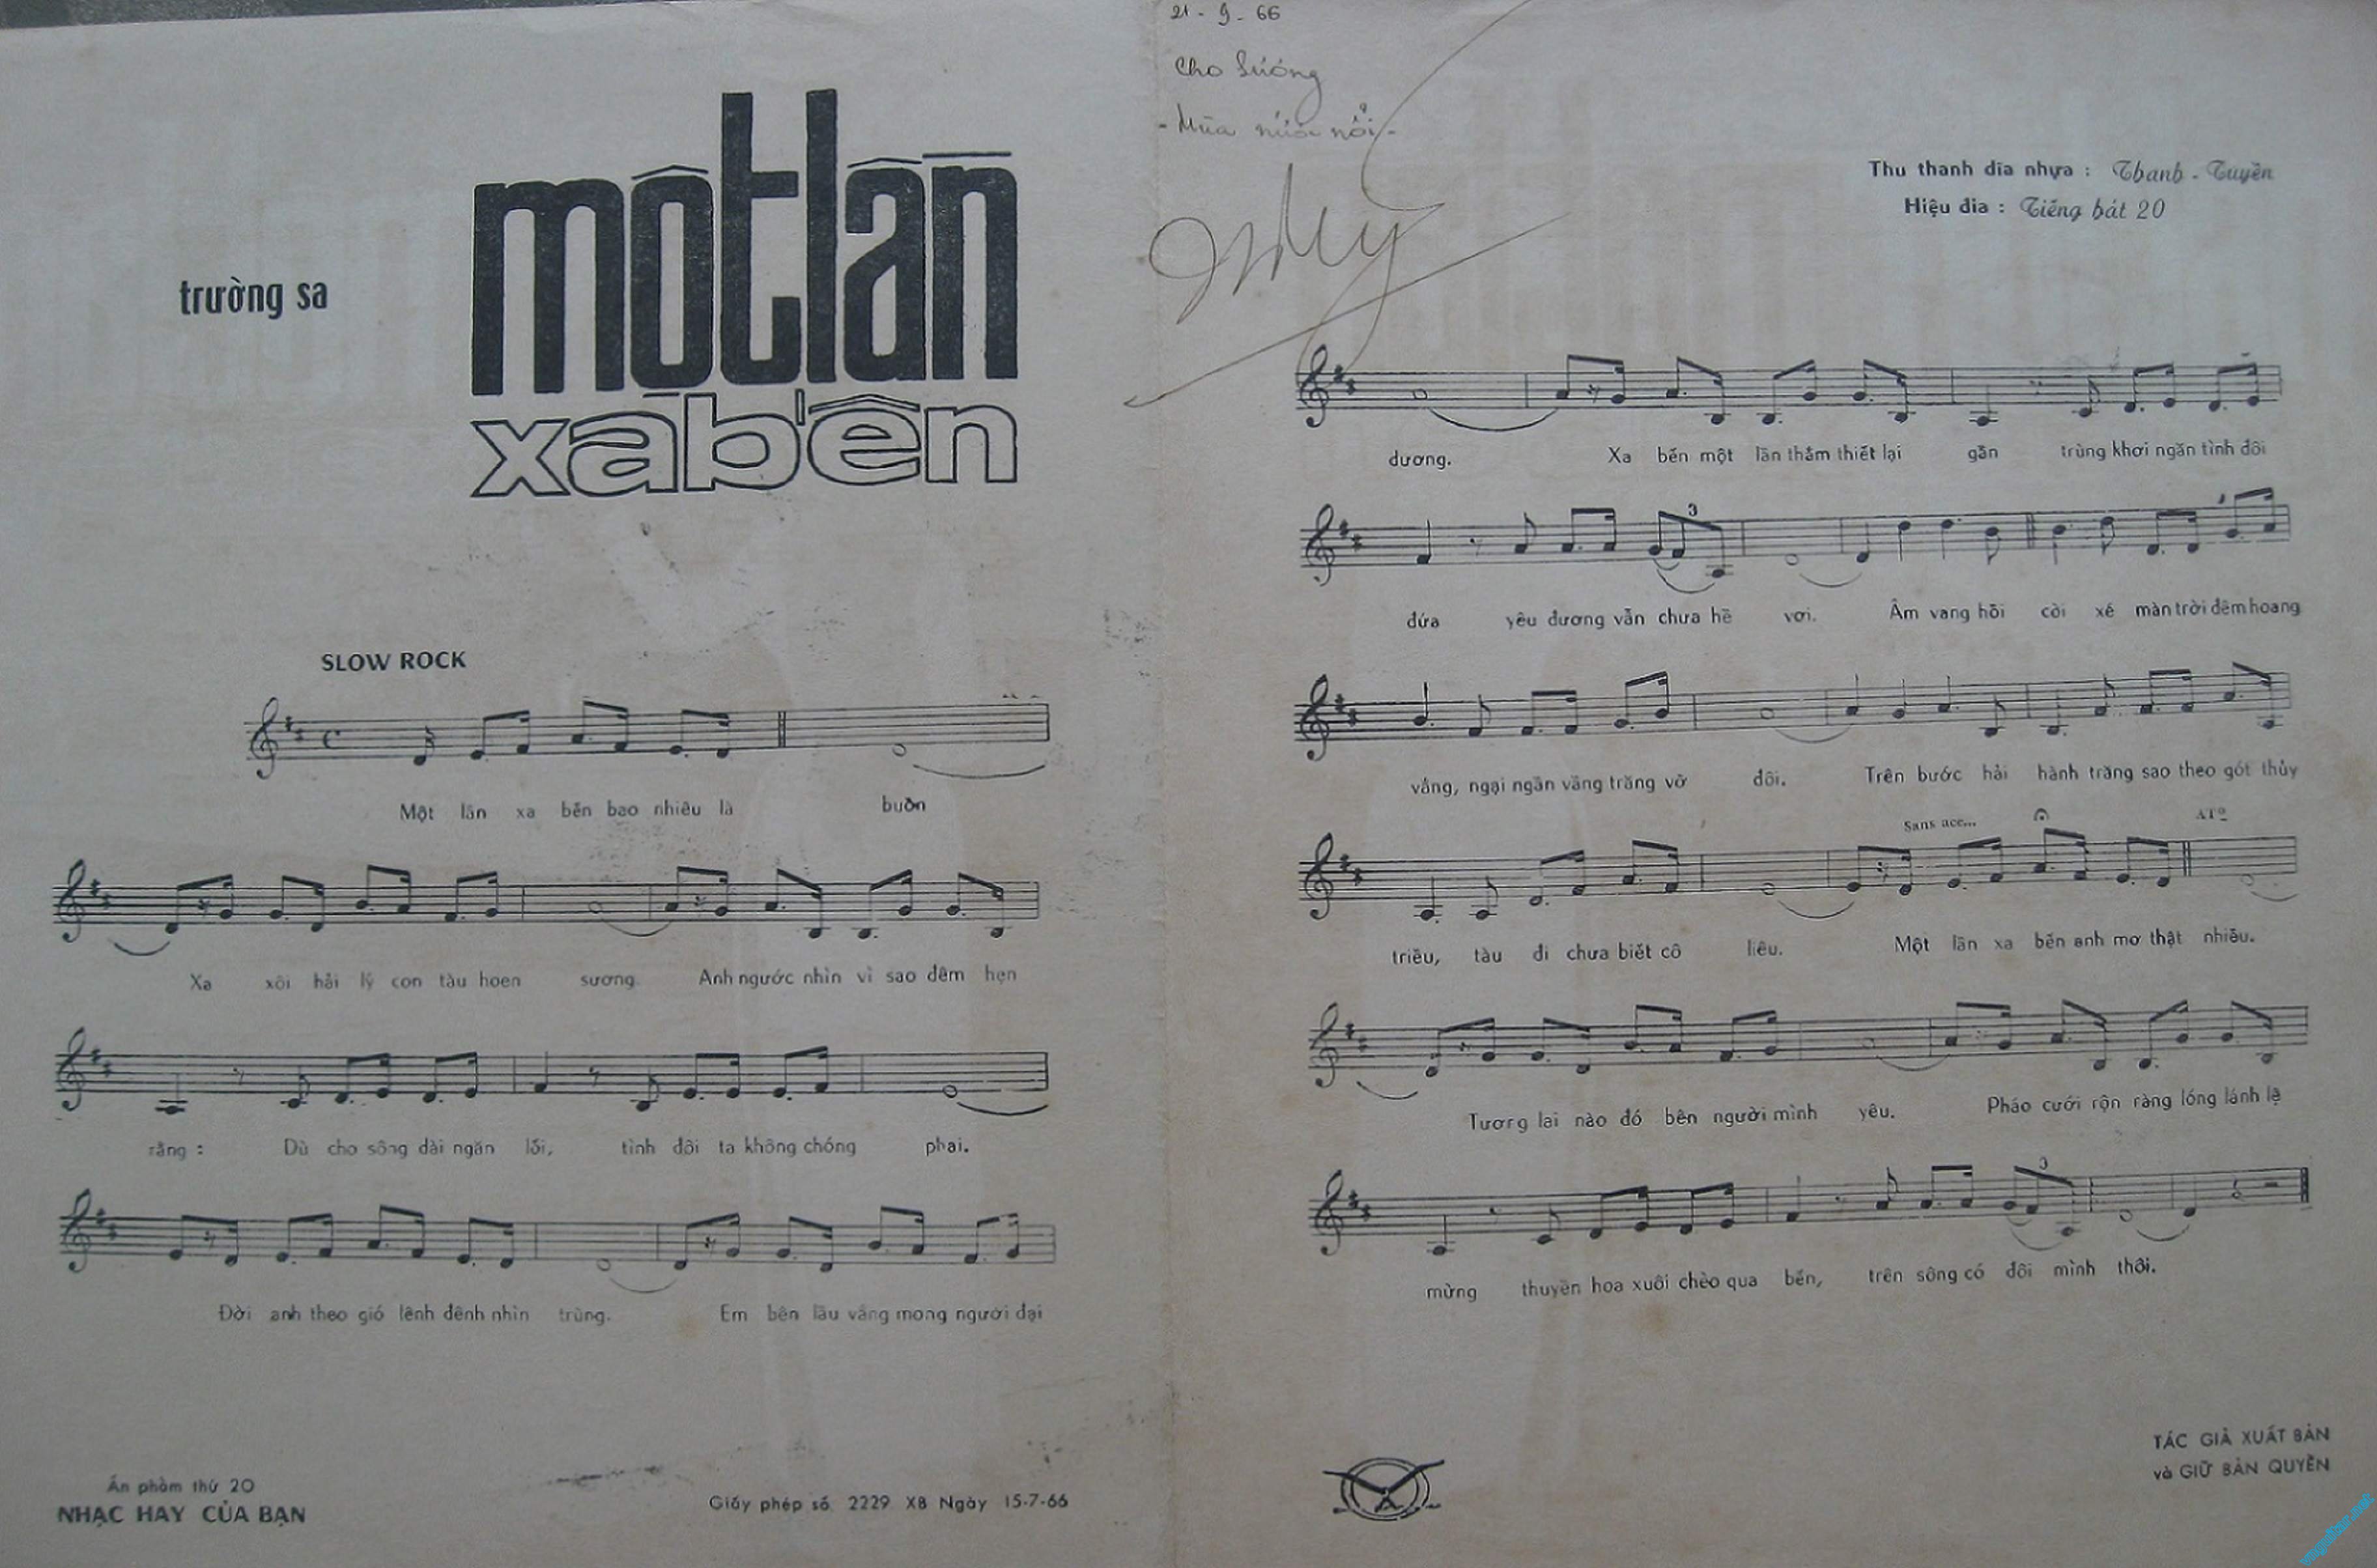 trường sa
một lần
xa bến
SLOW ROCK
Một lần xa bến bao nhiêu là buồn
Xa xôi hải lý con tàu hoen sương. Anh ngước nhìn vì sao đêm hẹn
rằng : Dù cho sông dài ngăn lối, tình đôi ta không chóng phai.
Đời anh theo gió lênh đênh nhìn trùng. Em bên lầu vắng mong người đại
Ấn phẩm thứ 20
NHẠC HAY CỦA BẠN
Giấy phép số 2229 XB Ngày 15-7-66
21 - 9 - 66
Cho Sương
- Mùa nước nổi -
Thu thanh dĩa nhựa : Thanh - Tuyền
Hiệu dĩa : Tiếng hát 20
dương. Xa bến một lần thắm thiết lại gần trùng khơi ngăn tình đôi
3
đứa yêu đương vẫn chưa hề vơi. Âm vang hồi còi xé màn trời đêm hoang
vắng, ngại ngần vầng trăng vỡ đôi. Trên bước hải hành trăng sao theo gót thủy
Sans acc... ATº
triều, tàu đi chưa biết cô liêu. Một lần xa bến anh mơ thật nhiều.
Tương lai nào đó bên người mình yêu. Pháo cưới rộn ràng lóng lánh lệ
3
mừng thuyền hoa xuôi chèo qua bến, trên sông có đôi mình thôi.
TÁC GIẢ XUẤT BẢN
và GIỮ BẢN QUYỀN